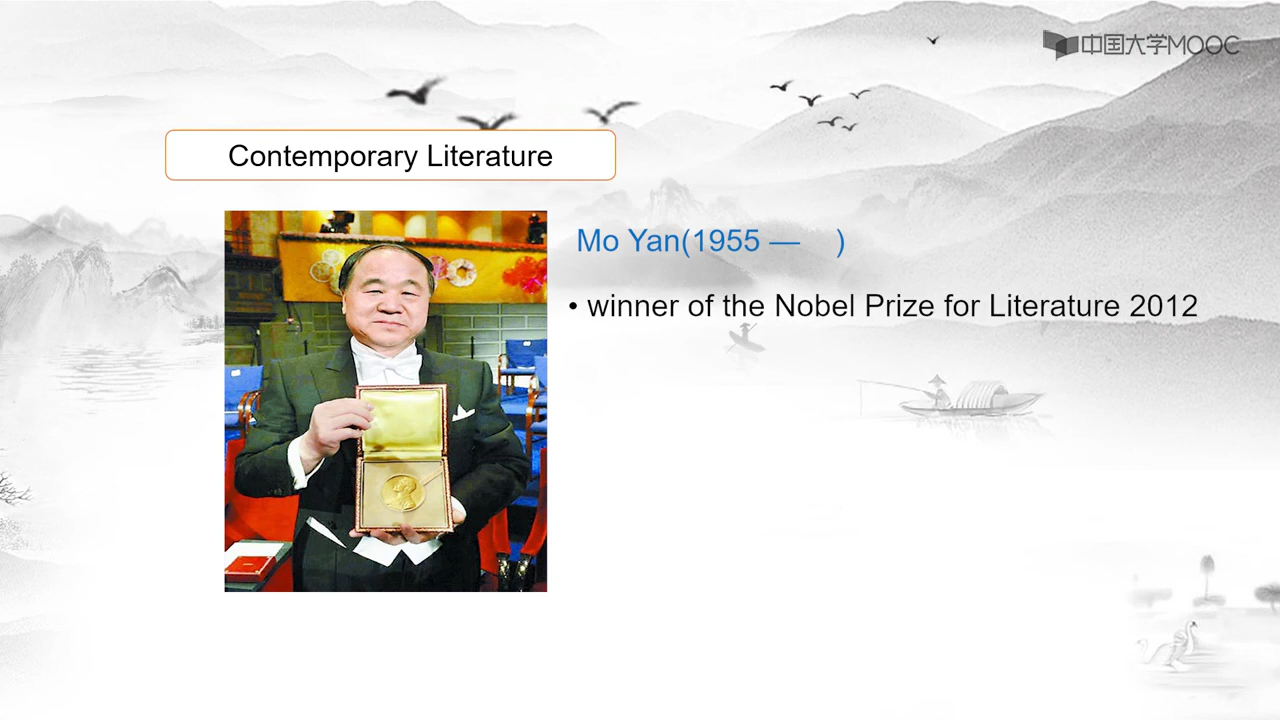 中国大学MOOC
Contemporary Literature
Mo Yan(1955 — )
• winner of the Nobel Prize for Literature 2012